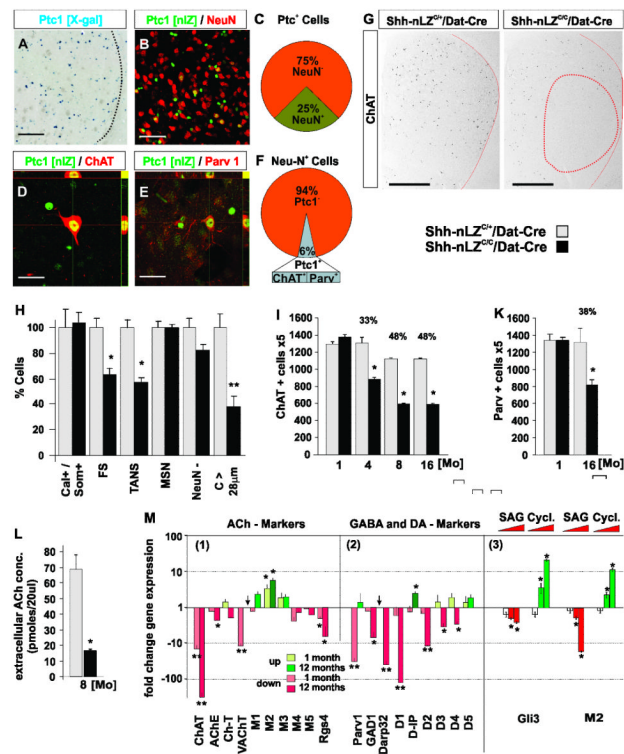 Ptc1 [X-gal]
A
Ptc1 [nlZ] / NeuN
B
C
Ptc+ Cells
75%
NeuN-
25%
NeuN+
Ptc1 [nlZ] / ChAT
D
Ptc1 [nlZ] / Parv 1
E
F
Neu-N+ Cells
94%
Ptc1-
6%
Ptc1+
ChAT+ Parv+
G
Shh-nLZC/+/Dat-Cre
Shh-nLZC/C/Dat-Cre
ChAT
Shh-nLZC/+/Dat-Cre
Shh-nLZC/C/Dat-Cre
H
% Cells
100
80
60
40
20
0
*
*
**
Cal+ / Som+
FS
TANS
MSN
NeuN -
C > 28µm
I
ChAT + cells x5
1600
1400
1200
1000
800
600
400
200
0
33%
48%
48%
*
*
*
1 4 8 16 [Mo]
K
Parv + cells x5
1600
1400
1200
1000
800
600
400
200
0
38%
*
1 16 [Mo]
L
extracellular ACh conc.
(pmoles/20ul)
80
70
60
50
40
30
20
10
0
*
8 [Mo]
M
ACh - Markers
GABA and DA - Markers
SAG Cycl. SAG Cycl.
(1)
(2)
(3)
fold change gene expression
100
10
1
-10
-100
up
1 month
12 months
down
1 month
12 months
ChAT
AChE
Ch-T
VAChT
M1
M2
M3
M4
M5
Rgs4
Parv1
GAD1
Darp32
D1
D-IP
D2
D3
D4
D5
Gli3
M2